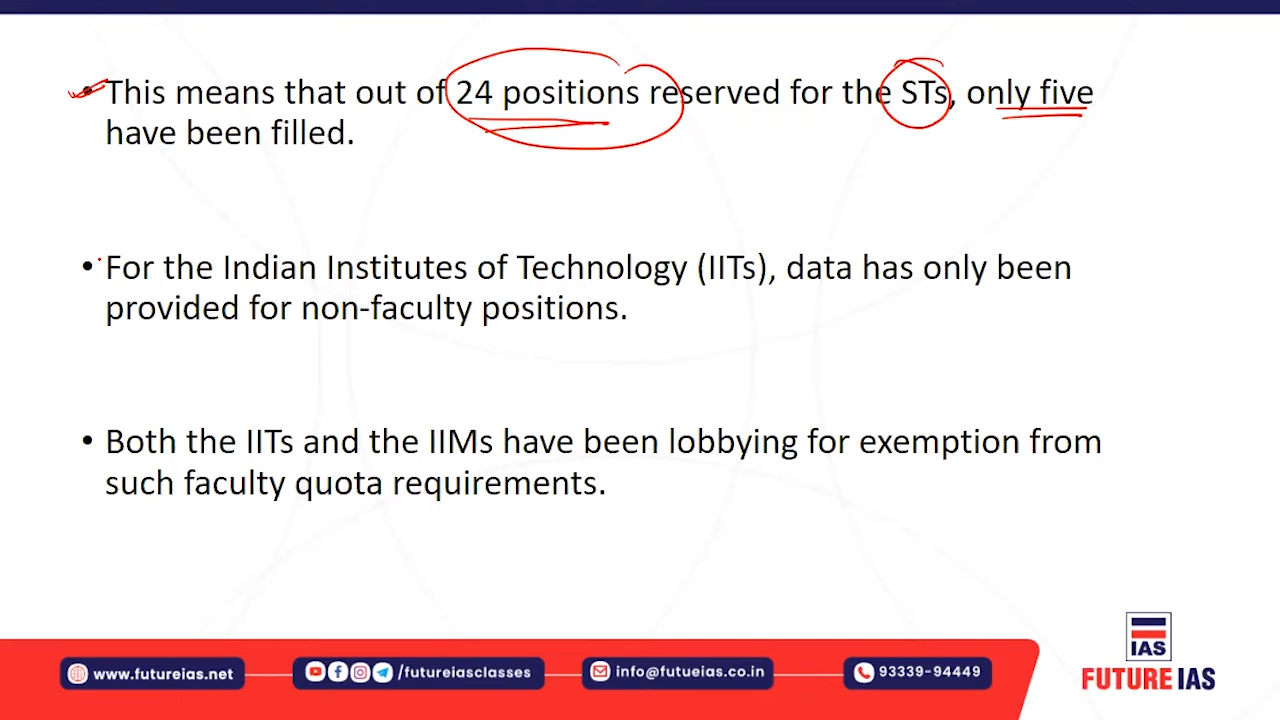 • This means that out of 24 positions reserved for the STs, only five
have been filled.
• For the Indian Institutes of Technology (IITs), data has only been
provided for non-faculty positions.
• Both the IITs and the IIMs have been lobbying for exemption from
such faculty quota requirements.
IAS
FUTURE IAS
www.futureias.net
/futureiasclasses
info@futueias.co.in
93339-94449